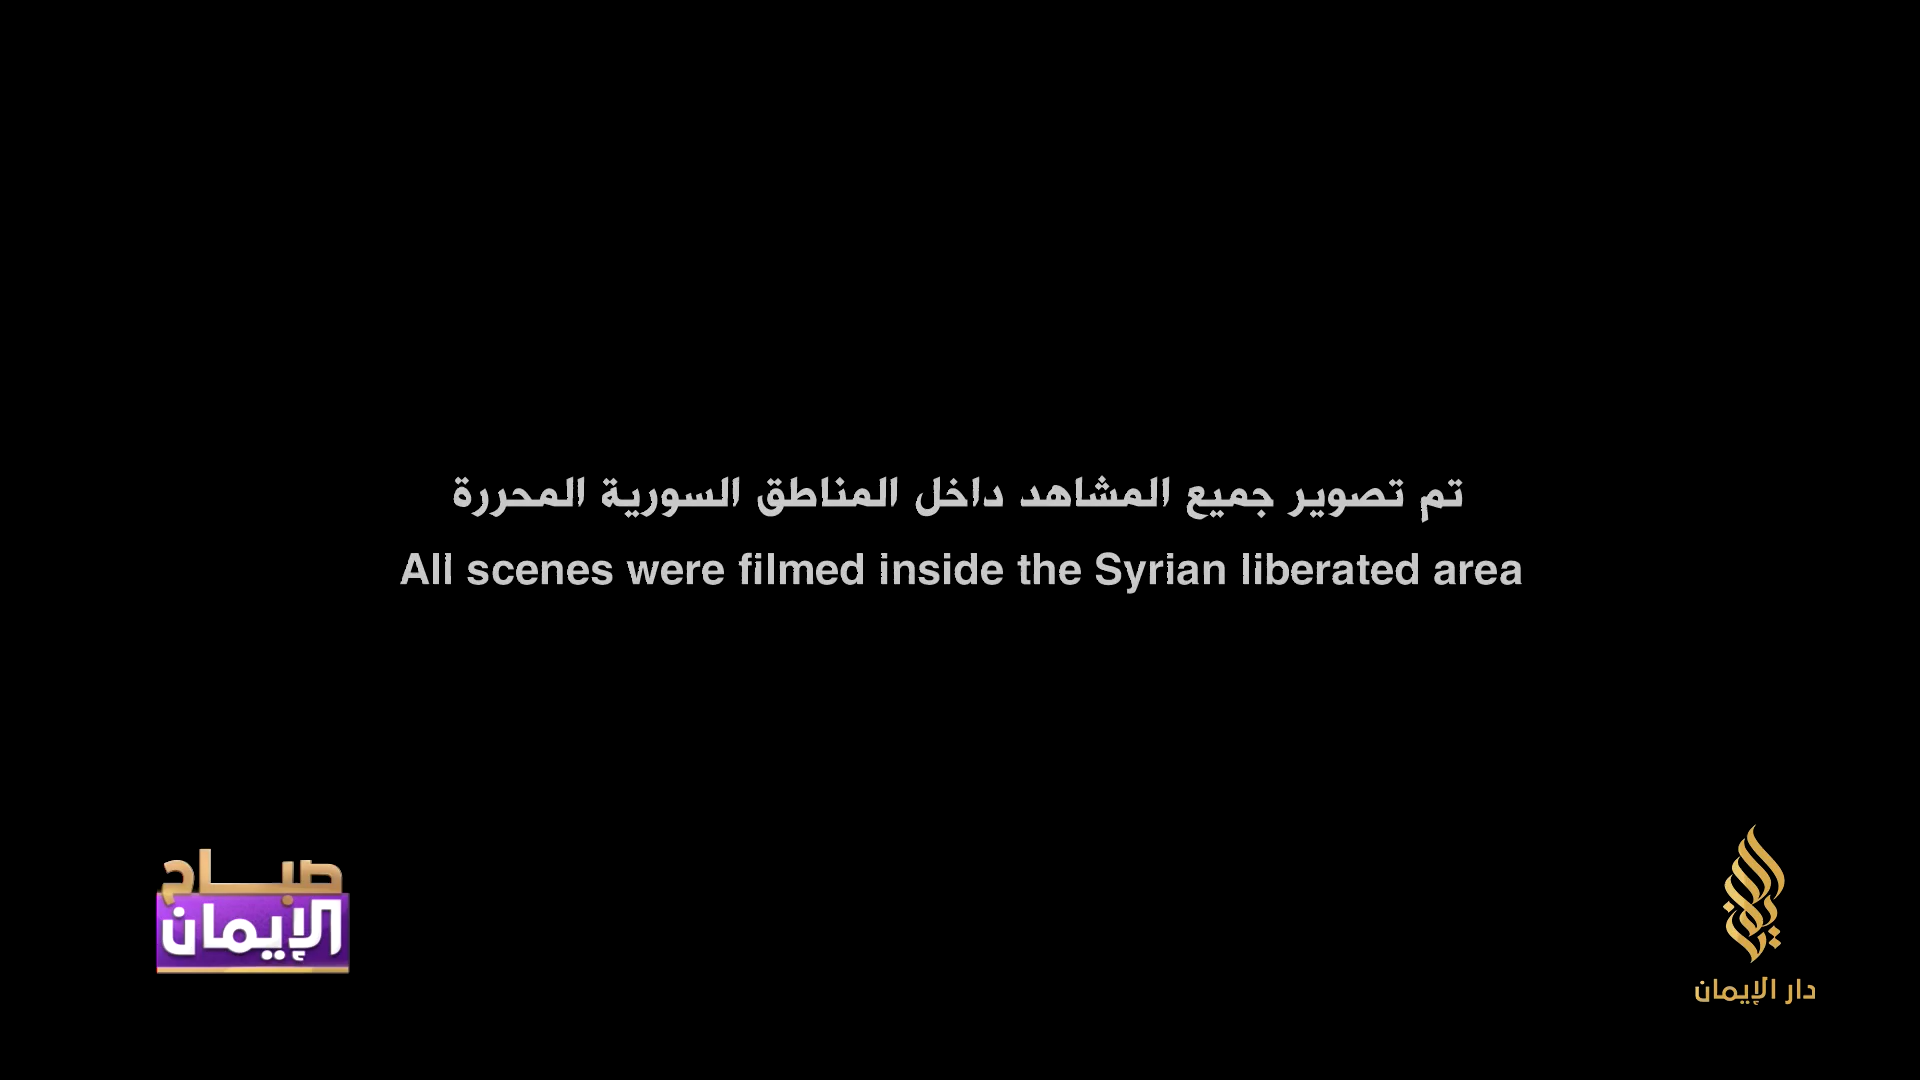 تم تصوير جميع المشاهد داخل المناطق السورية المحررة
All scenes were filmed inside the Syrian liberated area
صباح
الإيمان
دار الإيمان